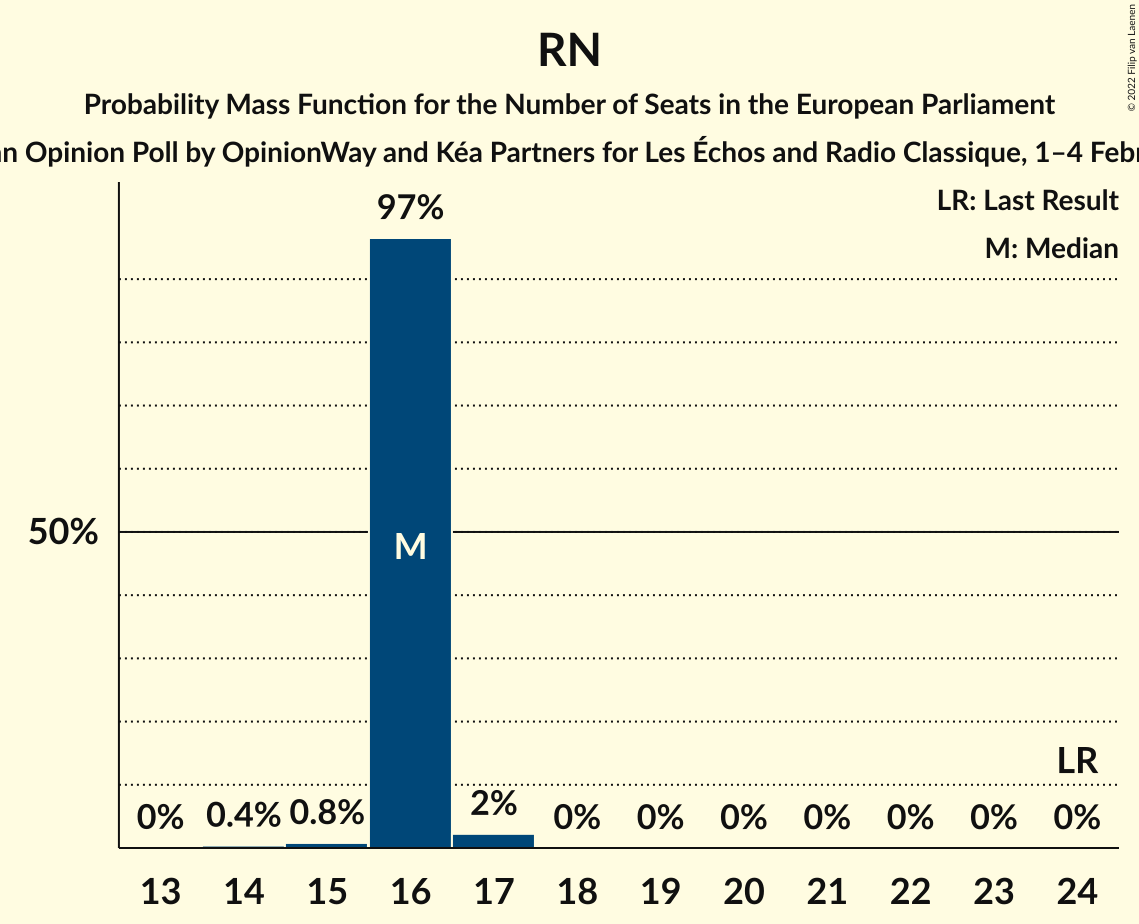 RN
Probability Mass Function for the Number of Seats in the European Parliament
an Opinion Poll by OpinionWay and Kéa Partners for Les Échos and Radio Classique, 1–4 Febr
© 2022 Filip van Laenen
LR: Last Result
M: Median
97%
50%
M
LR
0% 0.4% 0.8% 2% 0% 0% 0% 0% 0% 0% 0%
13 14 15 16 17 18 19 20 21 22 23 24